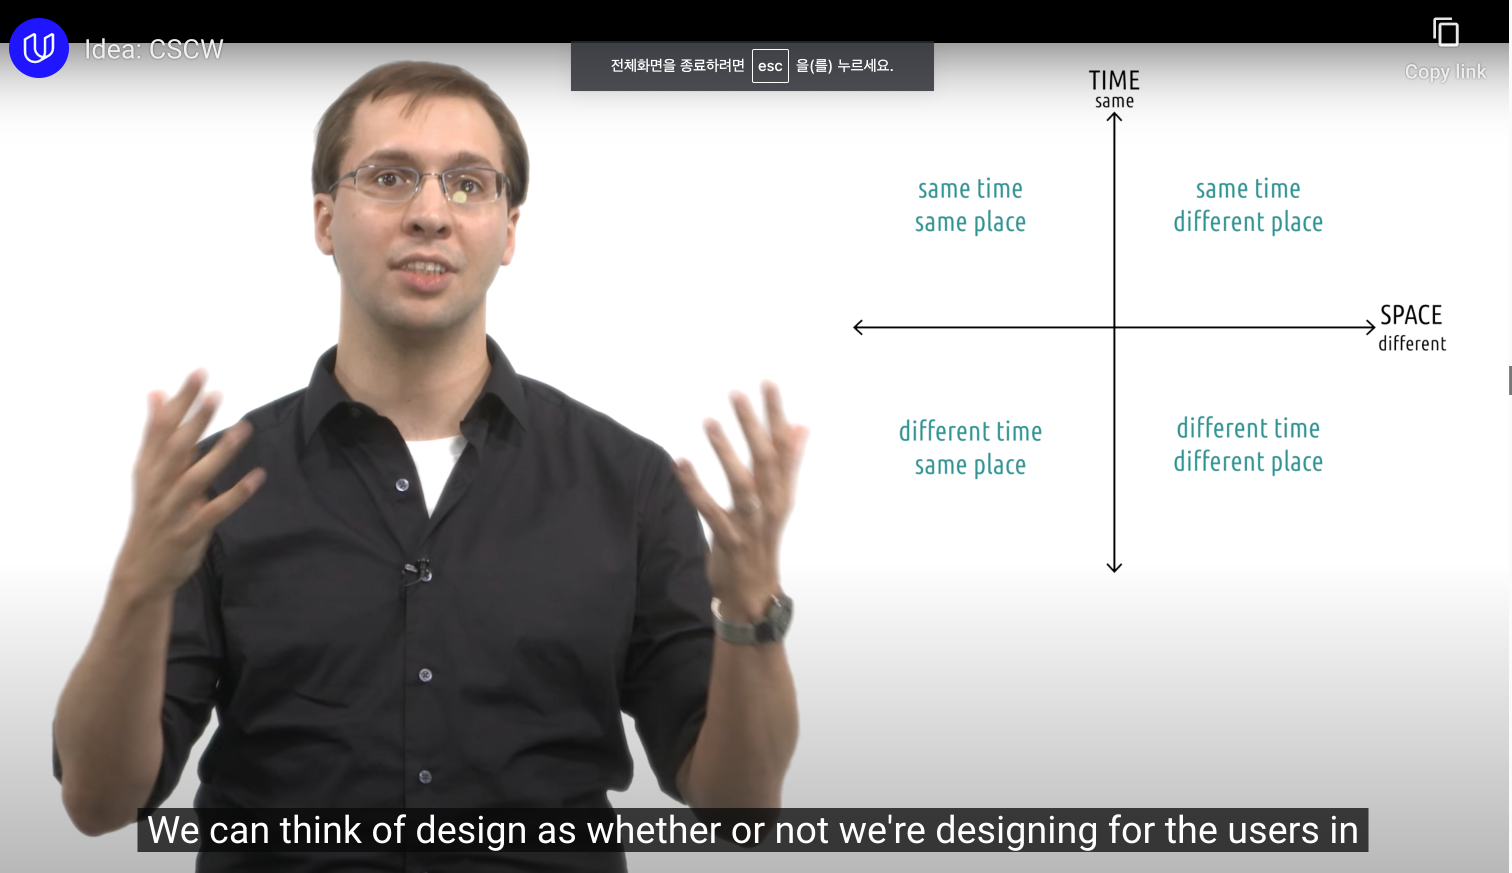 Idea: CSCW
전체화면을 종료하려면 esc 을(를) 누르세요.
Copy link
TIME
same
same time
same place
same time
different place
SPACE
different
different time
same place
different time
different place
We can think of design as whether or not we're designing for the users in